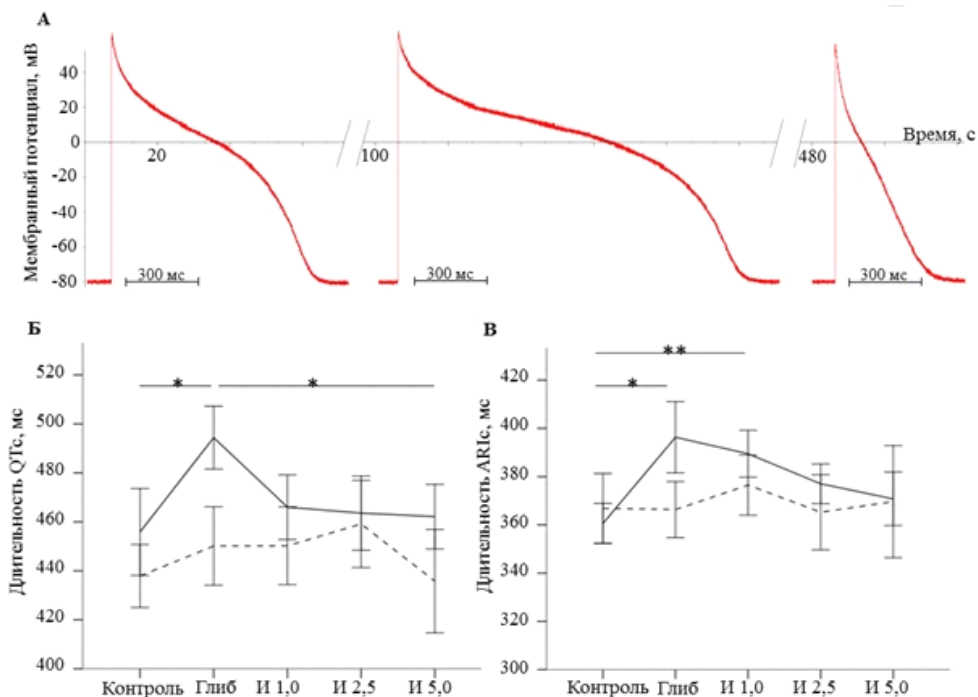 А
Мембранный потенциал, мВ
40
20
0
-20
-40
-60
-80
20
100
480
Время, с
300 мс
300 мс
300 мс
Б
Длительность QTc, мс
520
500
480
460
440
420
400
*
*
Контроль
Глиб
И 1,0
И 2,5
И 5,0
В
Длительность ARIc, мс
420
400
380
360
340
320
300
**
*
Контроль
Глиб
И 1,0
И 2,5
И 5,0